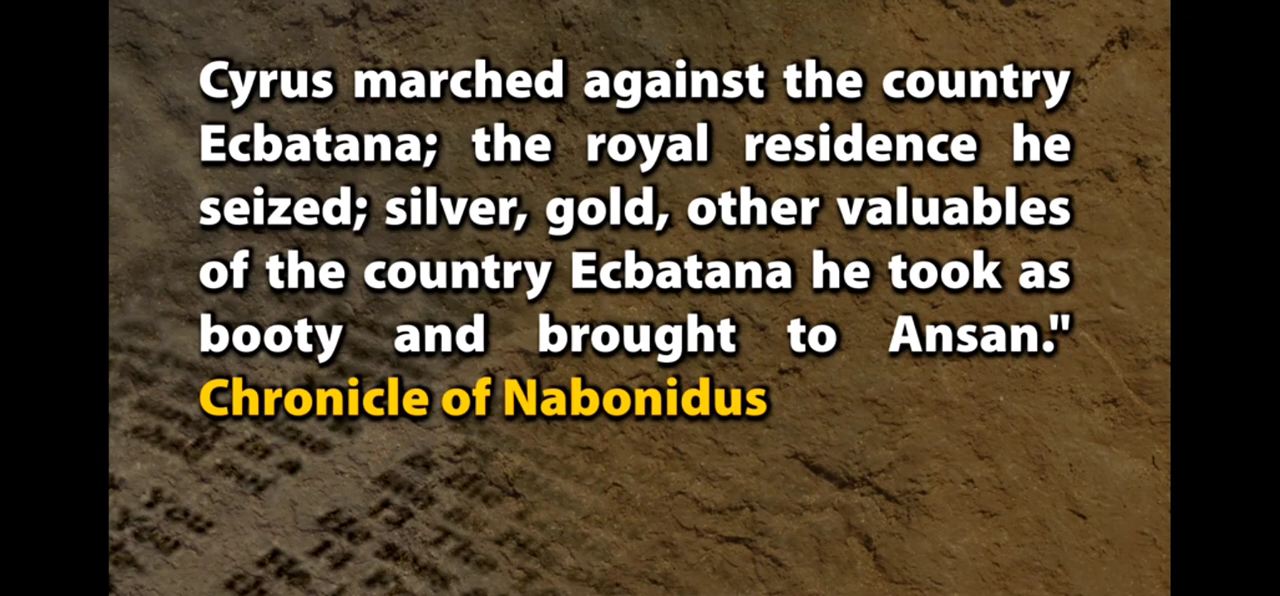 Cyrus marched against the country
Ecbatana; the royal residence he
seized; silver, gold, other valuables
of the country Ecbatana he took as
booty and brought to Ansan."
Chronicle of Nabonidus